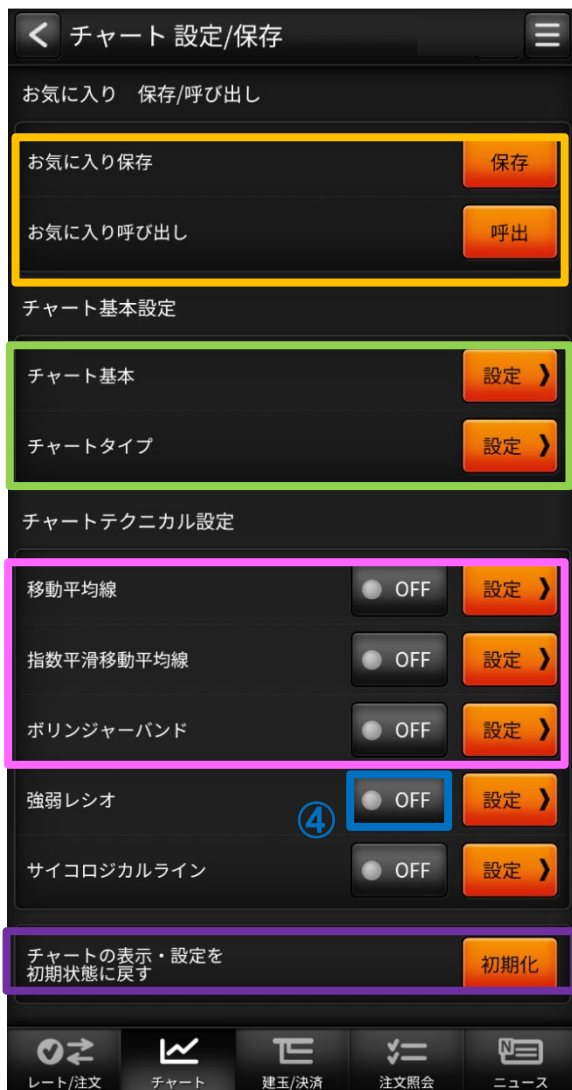 チャート 設定/保存
お気に入り 保存/呼び出し
お気に入り保存 保存
お気に入り呼び出し 呼出
チャート基本設定
チャート基本 設定 ❯
チャートタイプ 設定 ❯
チャートテクニカル設定
移動平均線 OFF 設定 ❯
指数平滑移動平均線 OFF 設定 ❯
ボリンジャーバンド OFF 設定 ❯
強弱レシオ ④ OFF 設定 ❯
サイコロジカルライン OFF 設定 ❯
チャートの表示・設定を
初期状態に戻す 初期化
レート/注文 チャート 建玉/決済 注文照会 ニュース